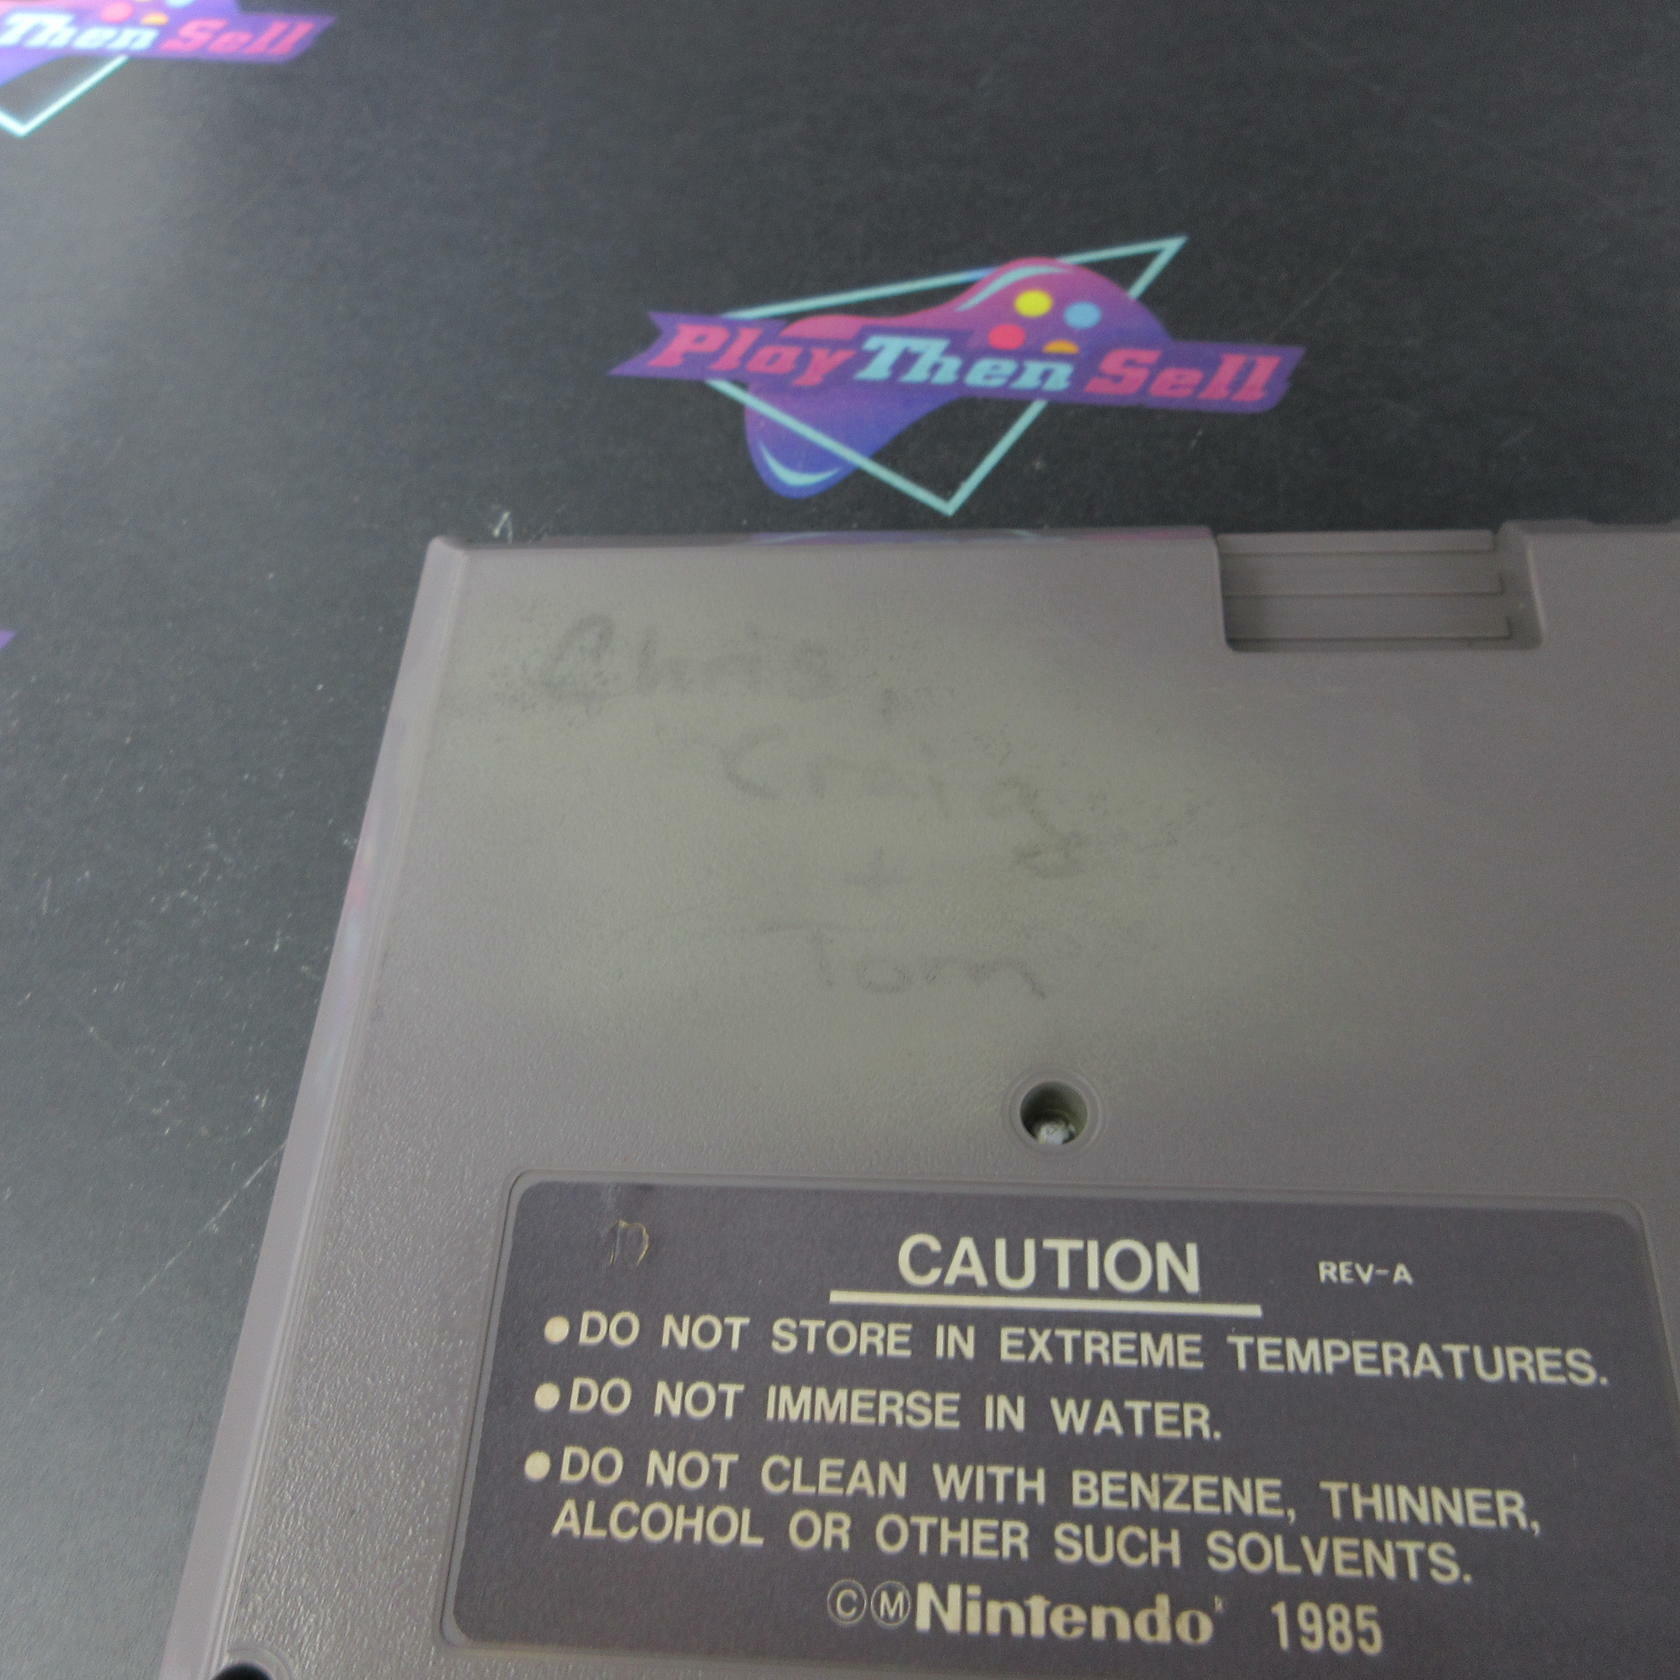 Then Sell
Play Then Sell
Chris,
Craig
+
Tom
CAUTION REV-A
●DO NOT STORE IN EXTREME TEMPERATURES.
●DO NOT IMMERSE IN WATER.
●DO NOT CLEAN WITH BENZENE, THINNER,
ALCOHOL OR OTHER SUCH SOLVENTS.
©Ⓜ Nintendo 1985